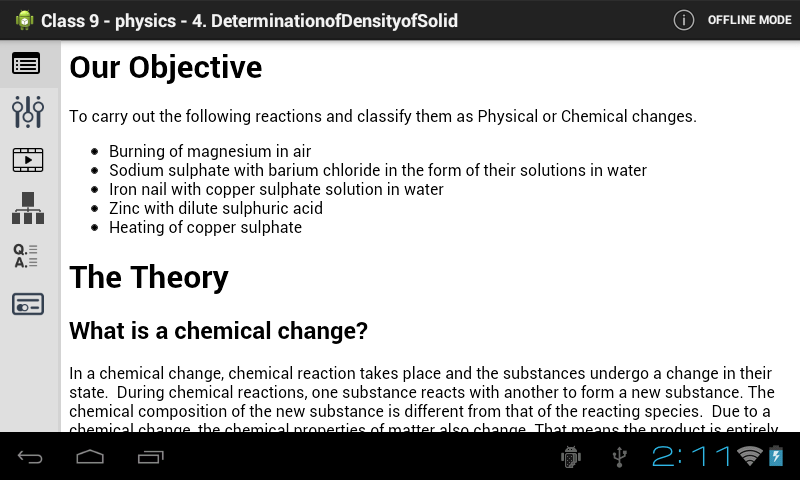 Class 9 - physics - 4. DeterminationofDensityofSolid
OFFLINE MODE
Our Objective
To carry out the following reactions and classify them as Physical or Chemical changes.
Burning of magnesium in air
Sodium sulphate with barium chloride in the form of their solutions in water
Iron nail with copper sulphate solution in water
Zinc with dilute sulphuric acid
Heating of copper sulphate
The Theory
What is a chemical change?
In a chemical change, chemical reaction takes place and the substances undergo a change in their
state. During chemical reactions, one substance reacts with another to form a new substance. The
chemical composition of the new substance is different from that of the reacting species. Due to a
chemical change, the chemical properties of matter also change. That means the product is entirely
Q.
A.
2:11